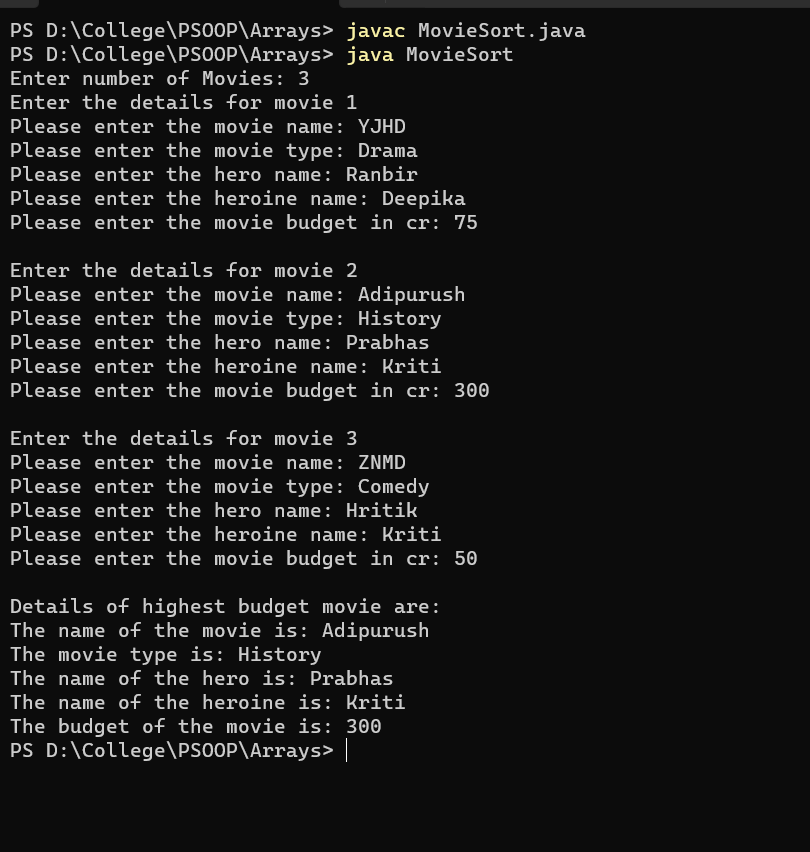 PS D:\College\PSOOP\Arrays> javac MovieSort.java
PS D:\College\PSOOP\Arrays> java MovieSort
Enter number of Movies: 3
Enter the details for movie 1
Please enter the movie name: YJHD
Please enter the movie type: Drama
Please enter the hero name: Ranbir
Please enter the heroine name: Deepika
Please enter the movie budget in cr: 75

Enter the details for movie 2
Please enter the movie name: Adipurush
Please enter the movie type: History
Please enter the hero name: Prabhas
Please enter the heroine name: Kriti
Please enter the movie budget in cr: 300

Enter the details for movie 3
Please enter the movie name: ZNMD
Please enter the movie type: Comedy
Please enter the hero name: Hritik
Please enter the heroine name: Kriti
Please enter the movie budget in cr: 50

Details of highest budget movie are:
The name of the movie is: Adipurush
The movie type is: History
The name of the hero is: Prabhas
The name of the heroine is: Kriti
The budget of the movie is: 300
PS D:\College\PSOOP\Arrays>